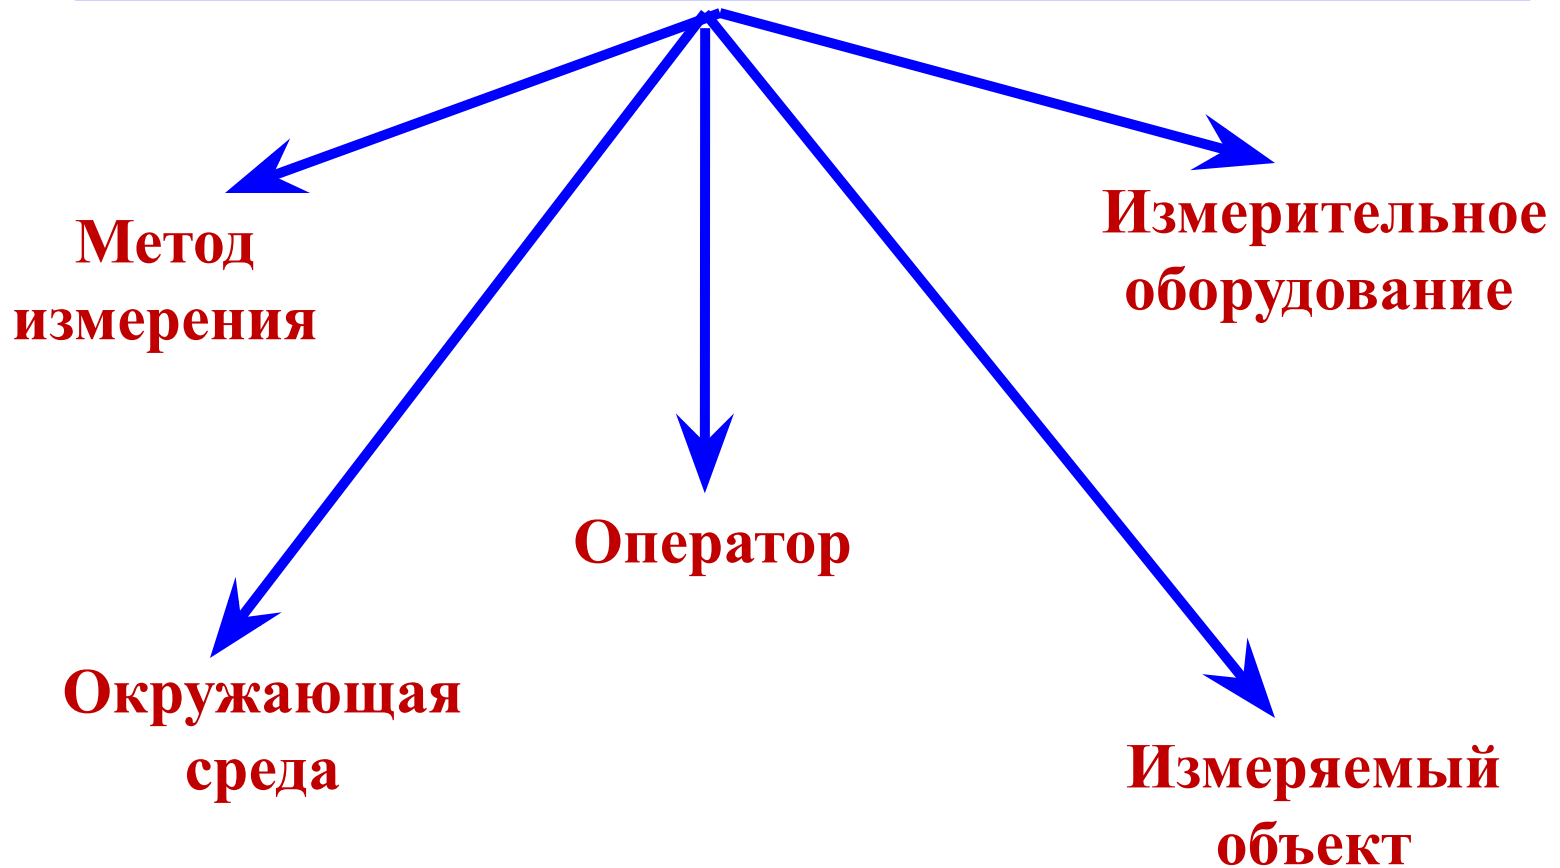 Метод
измерения
Измерительное
оборудование
Оператор
Окружающая
среда
Измеряемый
объект